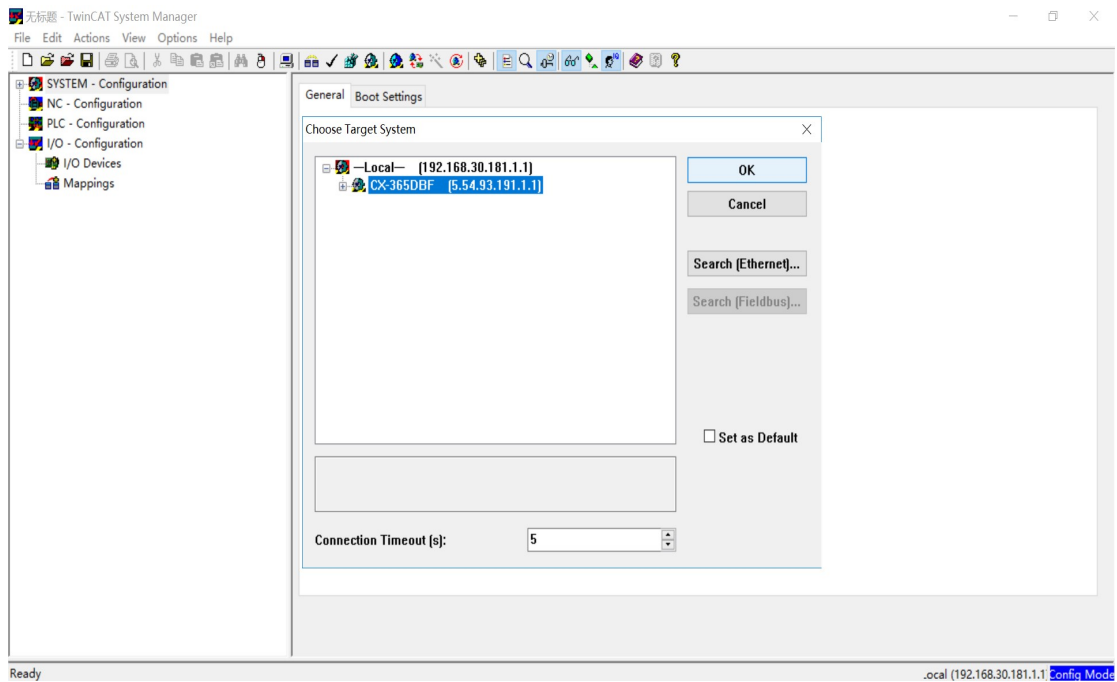 无标题 - TwinCAT System Manager
File Edit Actions View Options Help
SYSTEM - Configuration
NC - Configuration
PLC - Configuration
I/O - Configuration
I/O Devices
Mappings
General Boot Settings
Choose Target System
—Local— (192.168.30.181.1.1)
CX-365DBF (5.54.93.191.1.1)
OK
Cancel
Search (Ethernet)...
Search (Fieldbus)...
Set as Default
Connection Timeout (s): 5
Ready
.ocal (192.168.30.181.1.1 Config Mode